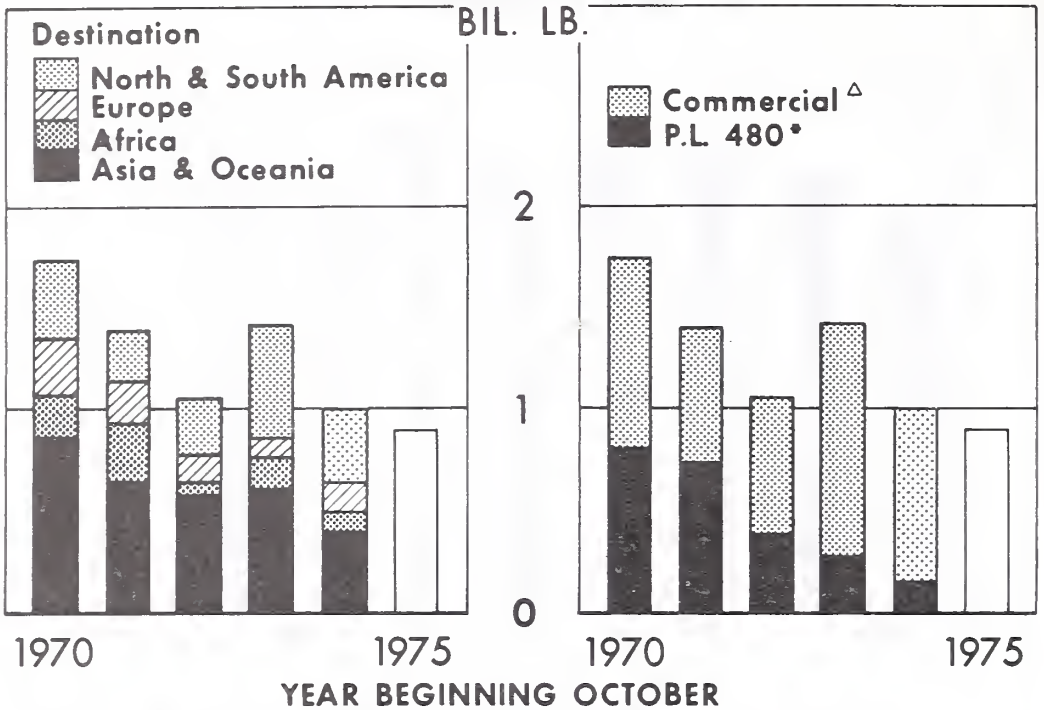 BIL. LB.
Destination
North & South America
Europe
Africa
Asia & Oceania
Commercial △
P.L. 480*
2
1
0
1970 1975 1970 1975
YEAR BEGINNING OCTOBER